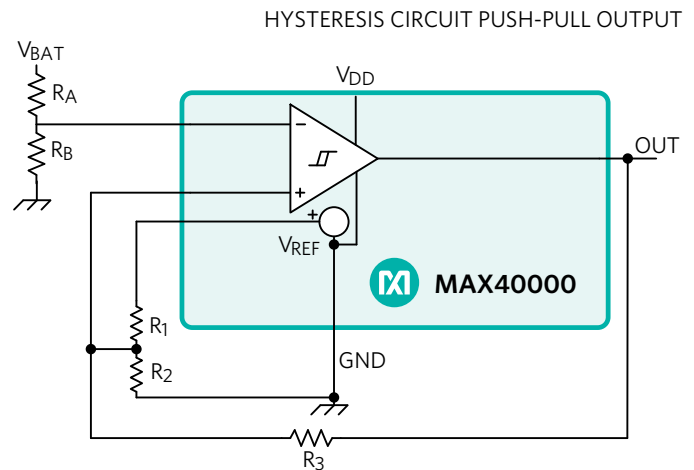 HYSTERESIS CIRCUIT PUSH-PULL OUTPUT
VBAT
RA
VDD
RB
−
OUT
+
+
VREF
MAX40000
R1
R2
GND
R3